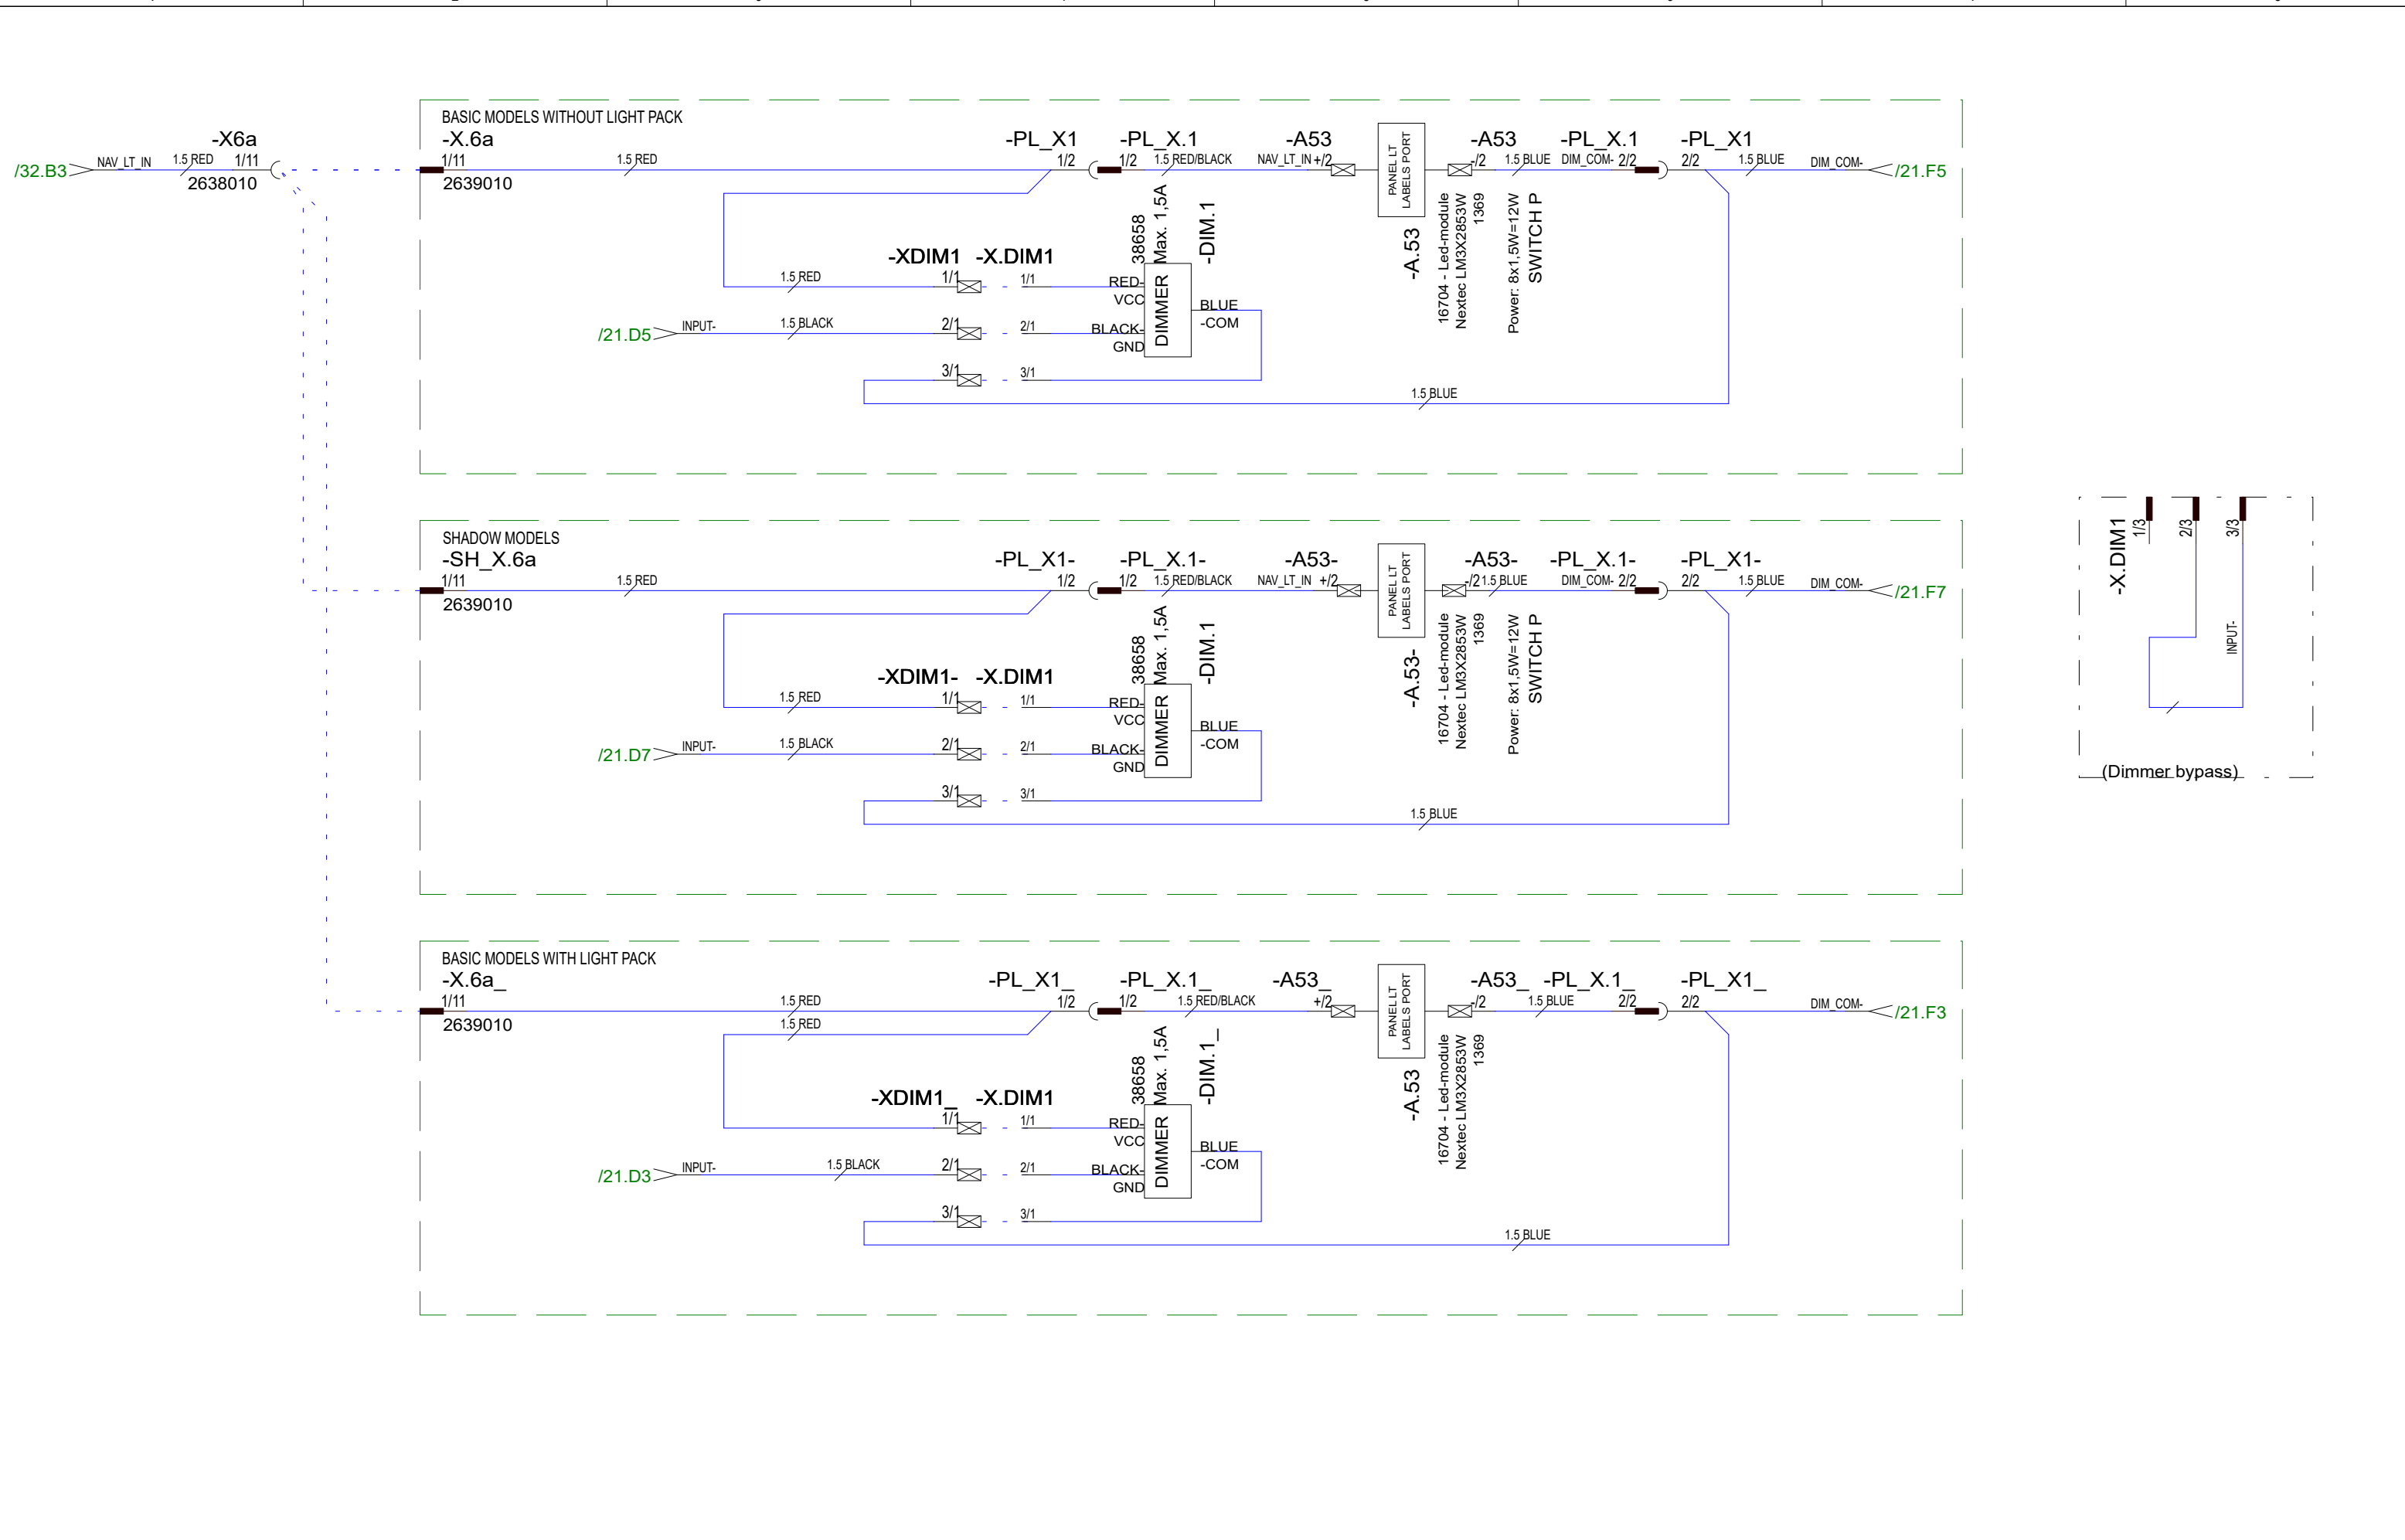 BASIC MODELS WITHOUT LIGHT PACK
-X6a
-X.6a
-PL_X1
-PL_X.1
-A53
-A53
-PL_X.1
-PL_X1
/32.B3
NAV_LT_IN
1.5 RED
1/11
2638010
1/11
2639010
1.5 RED
1/2
1/2
1.5 RED/BLACK
NAV_LT_IN
+/2
PANEL LT
LABELS PORT
-/2
1.5 BLUE
DIM_COM-
2/2
2/2
1.5 BLUE
DIM_COM-
/21.F5
38658
Max. 1,5A
-DIM.1
-A.53
16704 - Led-module
Nextec LM3X2853W
1369
Power: 8x1,5W=12W
SWITCH P
-XDIM1
-X.DIM1
1.5 RED
1/1
1/1
RED-
VCC
DIMMER
BLUE
-COM
/21.D5
INPUT-
1.5 BLACK
2/1
2/1
BLACK-
GND
3/1
3/1
1.5 BLUE
SHADOW MODELS
-SH_X.6a
-PL_X1-
-PL_X.1-
-A53-
-A53-
-PL_X.1-
-PL_X1-
1/11
2639010
1.5 RED
1/2
1/2
1.5 RED/BLACK
NAV_LT_IN
+/2
PANEL LT
LABELS PORT
-/2
1.5 BLUE
DIM_COM-
2/2
2/2
1.5 BLUE
DIM_COM-
/21.F7
38658
Max. 1,5A
-DIM.1
-A.53-
16704 - Led-module
Nextec LM3X2853W
1369
Power: 8x1,5W=12W
SWITCH P
-XDIM1-
-X.DIM1
1.5 RED
1/1
1/1
RED-
VCC
DIMMER
BLUE
-COM
/21.D7
INPUT-
1.5 BLACK
2/1
2/1
BLACK-
GND
3/1
3/1
1.5 BLUE
-X.DIM1
1/3
2/3
3/3
INPUT-
(Dimmer bypass)
BASIC MODELS WITH LIGHT PACK
-X.6a_
-PL_X1_
-PL_X.1_
-A53_
-A53_
-PL_X.1_
-PL_X1_
1/11
2639010
1.5 RED
1.5 RED
1/2
1/2
1.5 RED/BLACK
+/2
PANEL LT
LABELS PORT
-/2
1.5 BLUE
2/2
2/2
DIM_COM-
/21.F3
38658
Max. 1,5A
-DIM.1_
-A.53
16704 - Led-module
Nextec LM3X2853W
1369
-XDIM1_
-X.DIM1
1/1
1/1
RED-
VCC
DIMMER
BLUE
-COM
/21.D3
INPUT-
1.5 BLACK
2/1
2/1
BLACK-
GND
3/1
3/1
1.5 BLUE